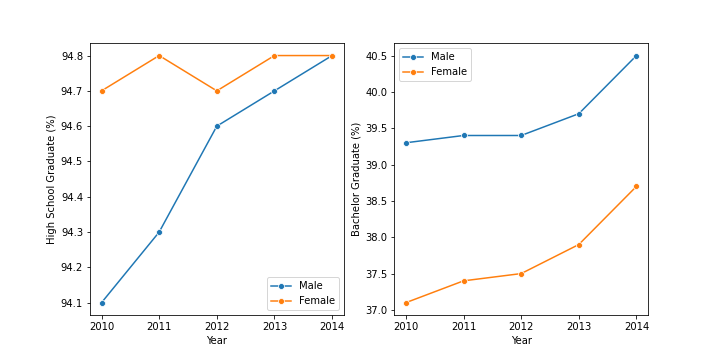 High School Graduate (%)
94.8
94.7
94.6
94.5
94.4
94.3
94.2
94.1
2010 2011 2012 2013 2014
Year
Male
Female
Bachelor Graduate (%)
40.5
40.0
39.5
39.0
38.5
38.0
37.5
37.0
2010 2011 2012 2013 2014
Year
Male
Female